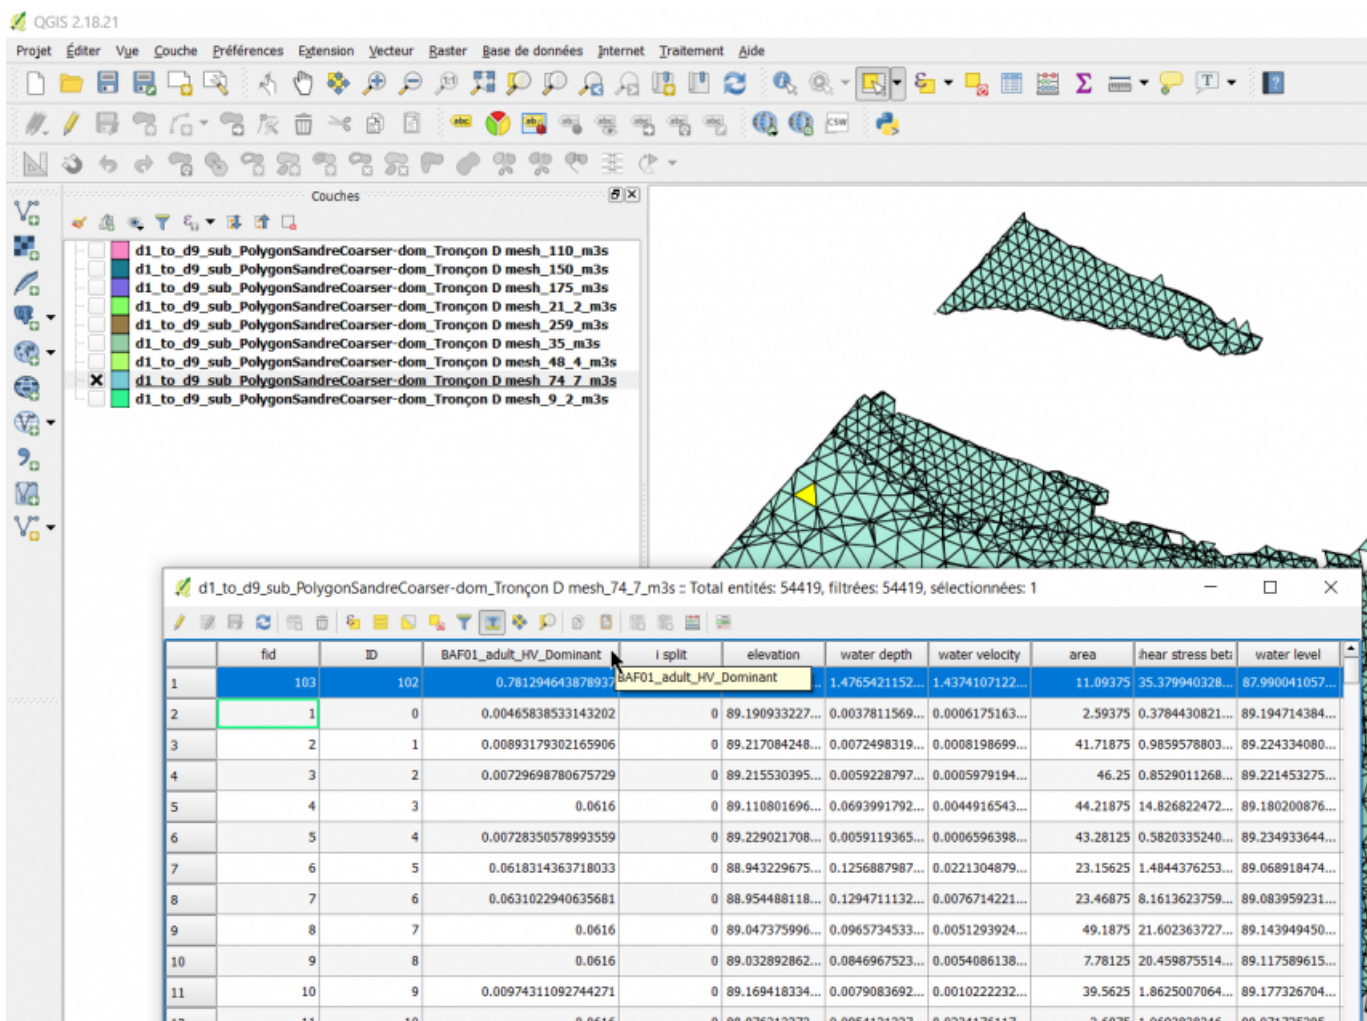 QGIS 2.18.21
Projet Éditer Vue Couche Préférences Extension Vecteur Raster Base de données Internet Traitement Aide
Couches
d1_to_d9_sub_PolygonSandreCoarser-dom_Tronçon D mesh_110_m3s
d1_to_d9_sub_PolygonSandreCoarser-dom_Tronçon D mesh_150_m3s
d1_to_d9_sub_PolygonSandreCoarser-dom_Tronçon D mesh_175_m3s
d1_to_d9_sub_PolygonSandreCoarser-dom_Tronçon D mesh_21_2_m3s
d1_to_d9_sub_PolygonSandreCoarser-dom_Tronçon D mesh_259_m3s
d1_to_d9_sub_PolygonSandreCoarser-dom_Tronçon D mesh_35_m3s
d1_to_d9_sub_PolygonSandreCoarser-dom_Tronçon D mesh_48_4_m3s
d1_to_d9_sub_PolygonSandreCoarser-dom_Tronçon D mesh_74_7_m3s
d1_to_d9_sub_PolygonSandreCoarser-dom_Tronçon D mesh_9_2_m3s
d1_to_d9_sub_PolygonSandreCoarser-dom_Tronçon D mesh_74_7_m3s :: Total entités: 54419, filtrées: 54419, sélectionnées: 1
fid ID BAF01_adult_HV_Dominant i split elevation water depth water velocity area hear stress bet water level
1 103 102 0.781294643878937 BAF01_adult_HV_Dominant 1.4765421152... 1.4374107122... 11.09375 35.379940328... 87.990041057...
2 1 0 0.00465838533143202 0 89.190933227... 0.0037811569... 0.0006175163... 2.59375 0.3784430821... 89.194714384...
3 2 1 0.00893179302165906 0 89.217084248... 0.0072498319... 0.0008198699... 41.71875 0.9859578803... 89.224334080...
4 3 2 0.00729698780675729 0 89.215530395... 0.0059228797... 0.0005979194... 46.25 0.8529011268... 89.221453275...
5 4 3 0.0616 0 89.110801696... 0.0693991792... 0.0044916543... 44.21875 14.826822472... 89.180200876...
6 5 4 0.00728350578993559 0 89.229021708... 0.0059119365... 0.0006596398... 43.28125 0.5820335240... 89.234933644...
7 6 5 0.0618314363718033 0 88.943229675... 0.1256887987... 0.0221304879... 23.15625 1.4844376253... 89.068918474...
8 7 6 0.0631022940635681 0 88.954488118... 0.1294711132... 0.0076714221... 23.46875 8.1613623759... 89.083959231...
9 8 7 0.0616 0 89.047375996... 0.0965734533... 0.0051293924... 49.1875 21.602363727... 89.143949450...
10 9 8 0.0616 0 89.032892862... 0.0846967523... 0.0054086138... 7.78125 20.459875514... 89.117589615...
11 10 9 0.00974311092744271 0 89.169418334... 0.0079083692... 0.0010222232... 39.5625 1.8625007064... 89.177326704...